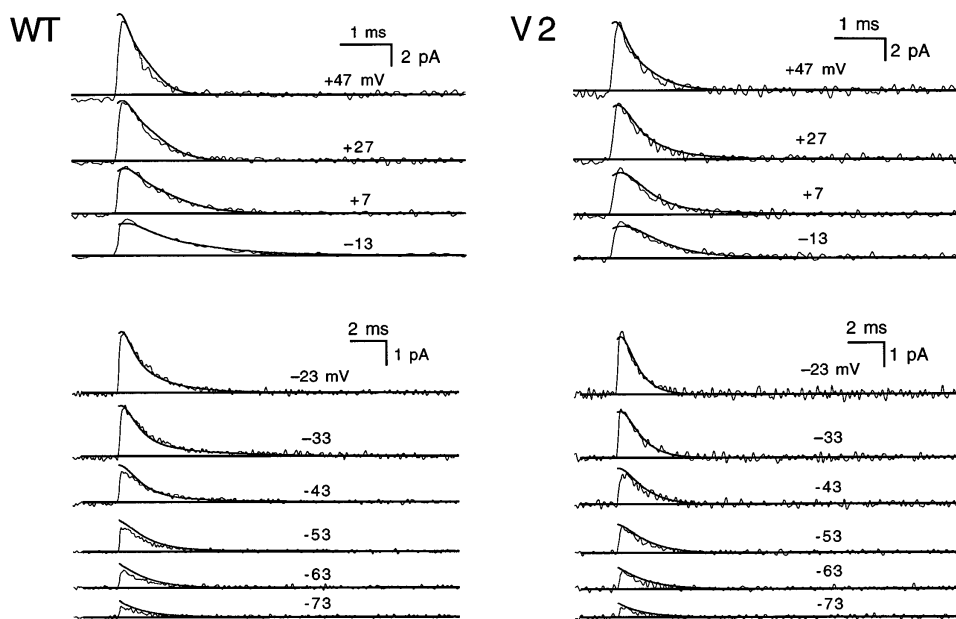 WT
1 ms
2 pA
+47 mV
+27
+7
−13
2 ms
1 pA
−23 mV
−33
-43
-53
-63
-73
V 2
1 ms
2 pA
+47 mV
+27
+7
−13
2 ms
1 pA
−23 mV
−33
-43
-53
-63
-73